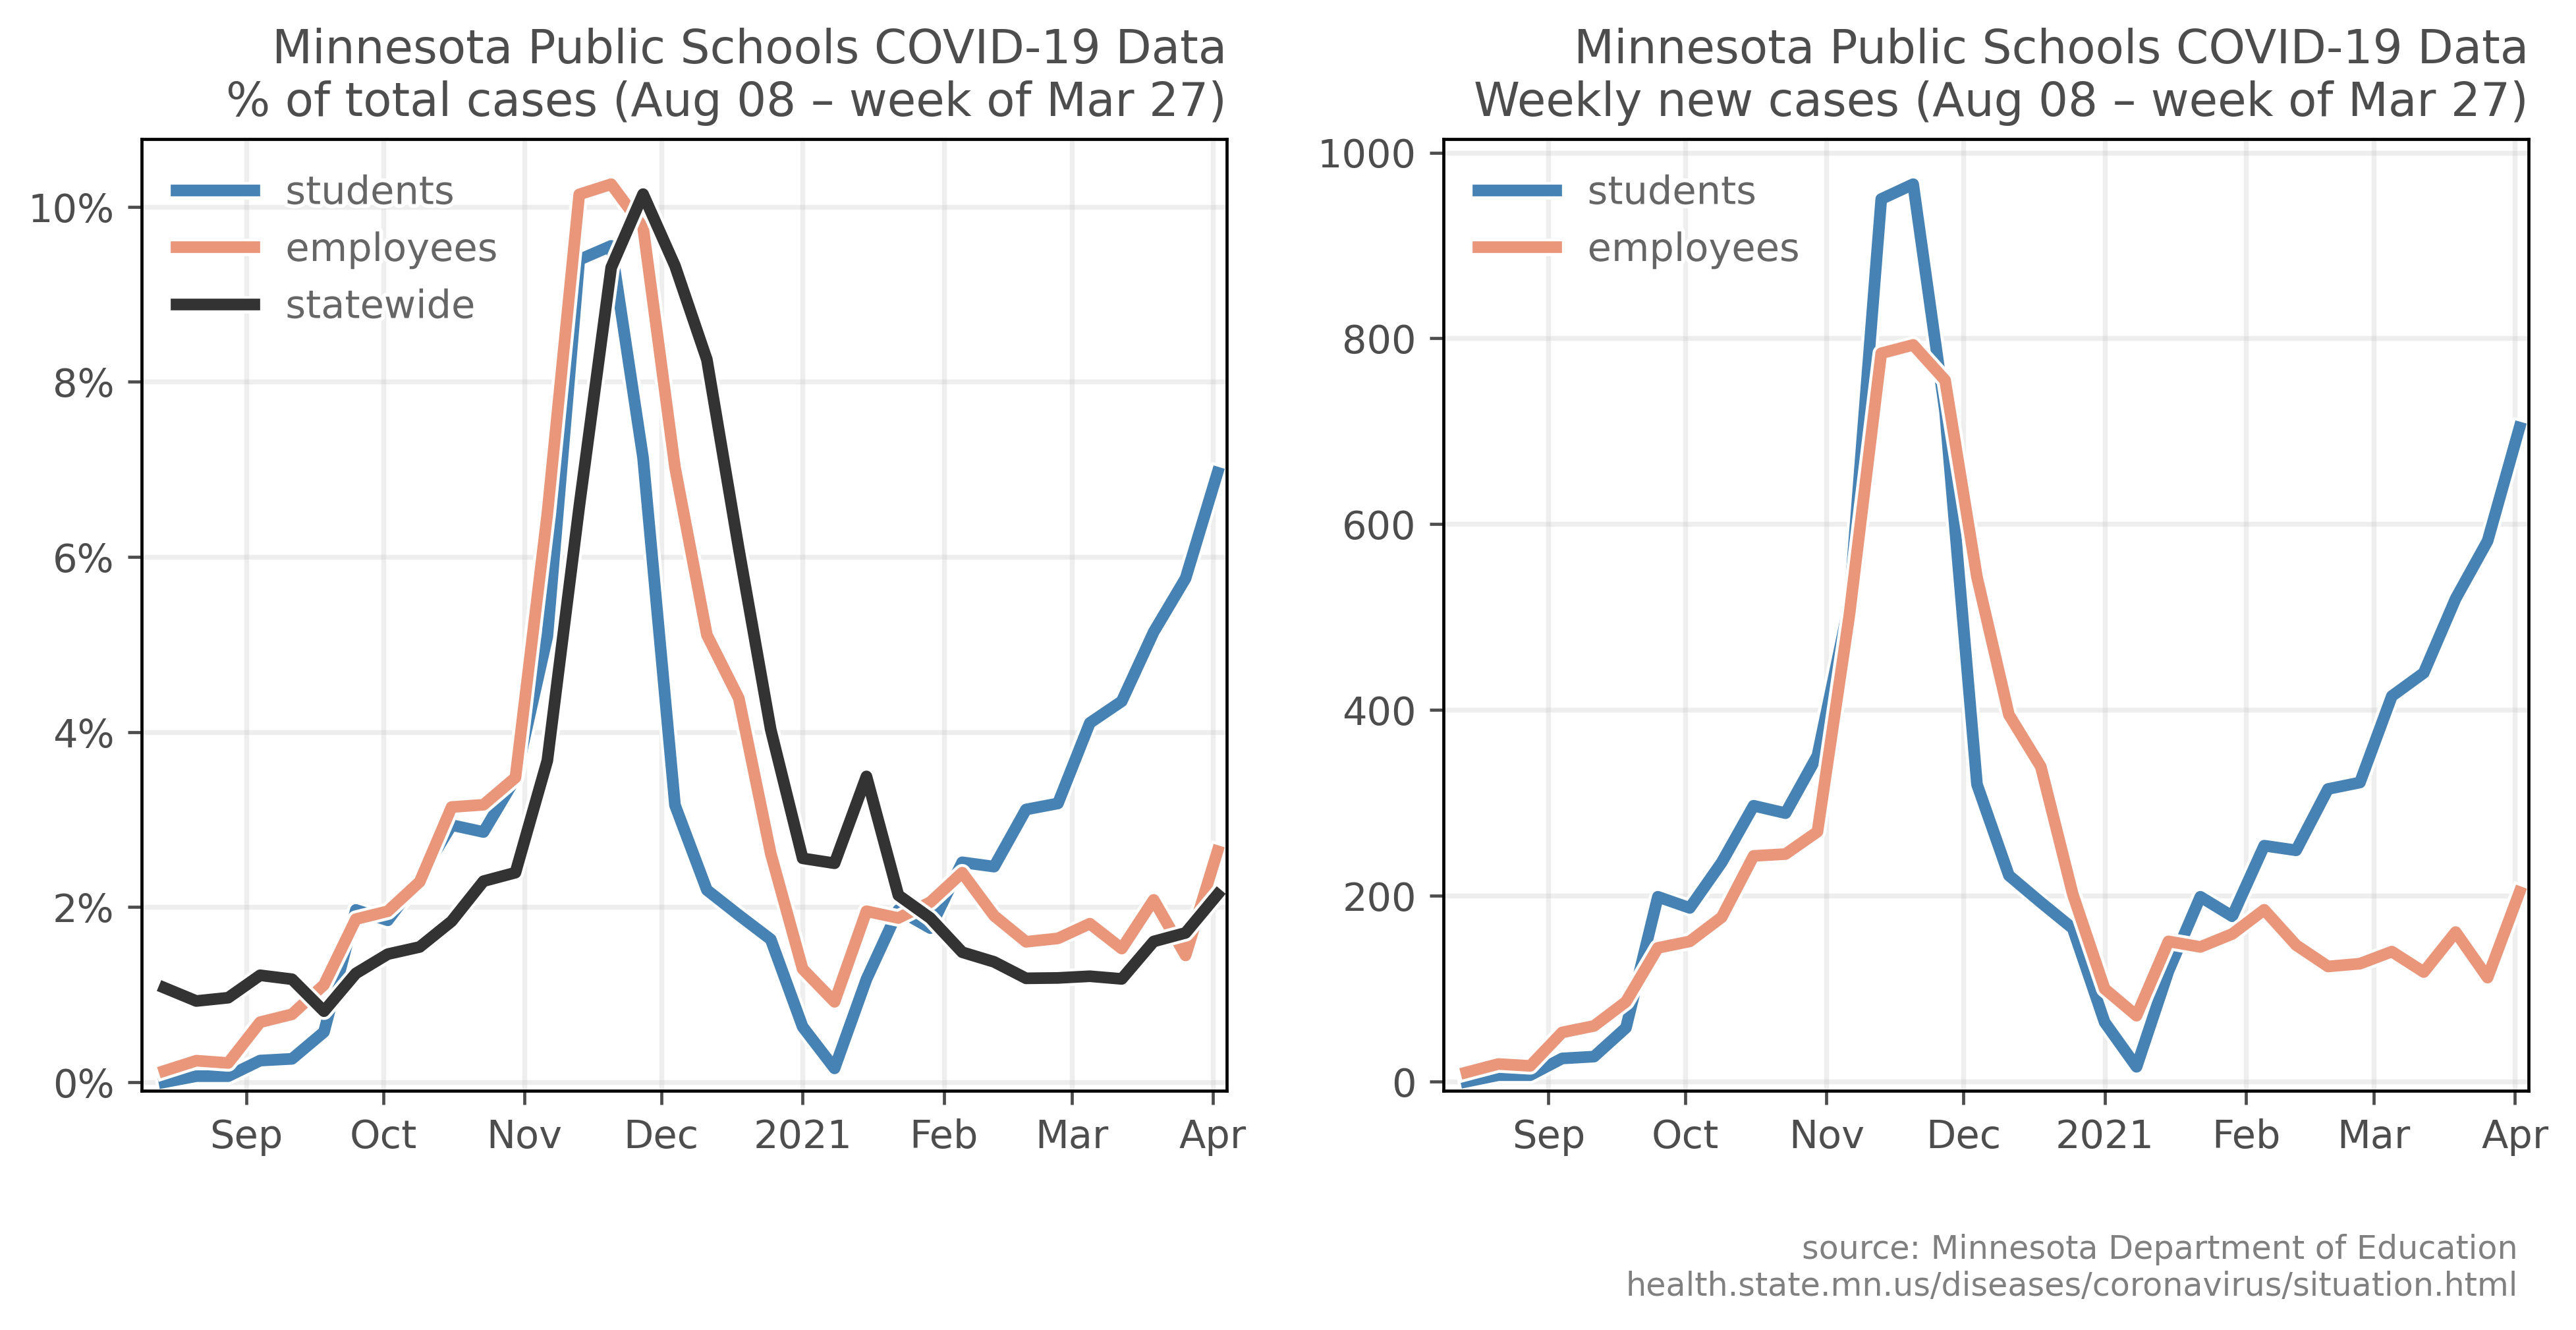 Minnesota Public Schools COVID-19 Data
% of total cases (Aug 08 – week of Mar 27)
10%
8%
6%
4%
2%
0%
students
employees
statewide
Sep Oct Nov Dec 2021 Feb Mar Apr
Minnesota Public Schools COVID-19 Data
Weekly new cases (Aug 08 – week of Mar 27)
1000
800
600
400
200
0
students
employees
Sep Oct Nov Dec 2021 Feb Mar Apr
source: Minnesota Department of Education
health.state.mn.us/diseases/coronavirus/situation.html